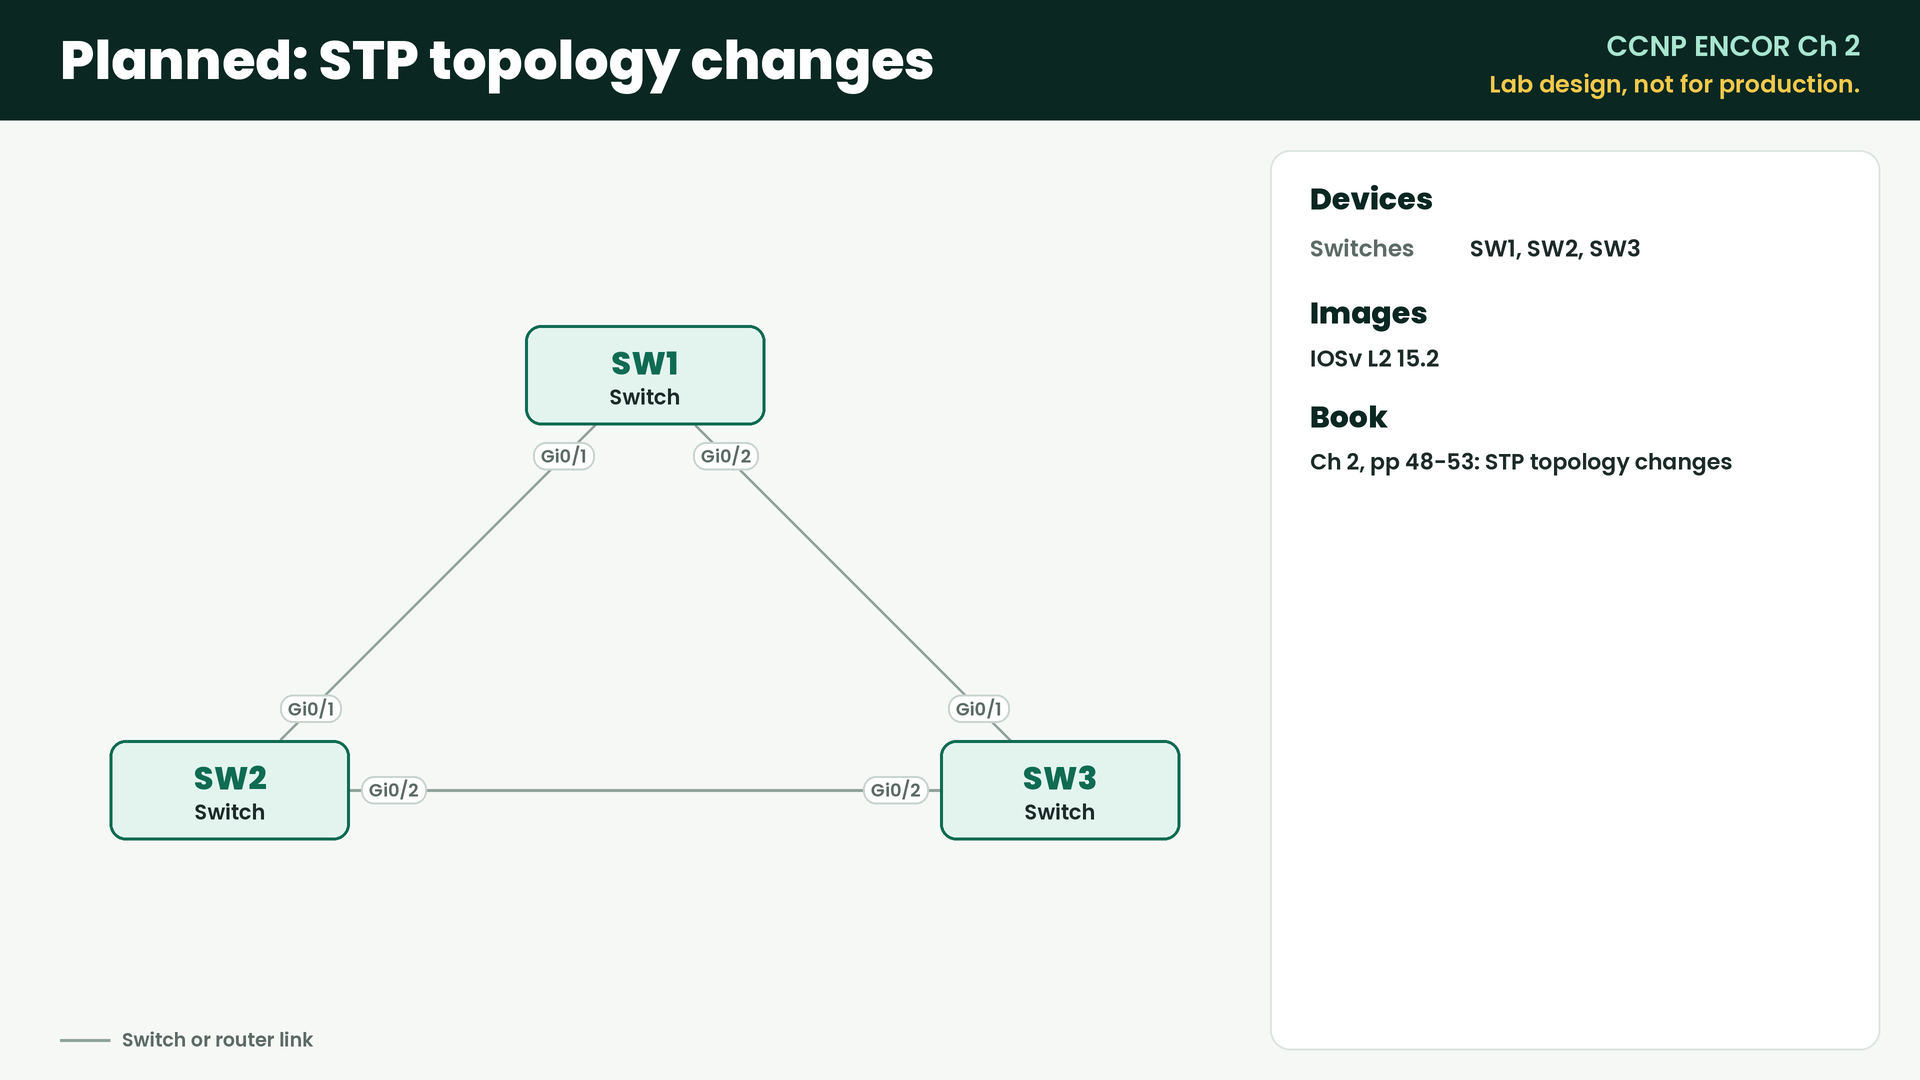 Planned: STP topology changes
CCNP ENCOR Ch 2
Lab design, not for production.
SW1
Switch
Gi0/1
Gi0/2
Gi0/1
Gi0/1
SW2
Switch
Gi0/2
Gi0/2
SW3
Switch
Switch or router link
Devices
Switches SW1, SW2, SW3
Images
IOSv L2 15.2
Book
Ch 2, pp 48-53: STP topology changes